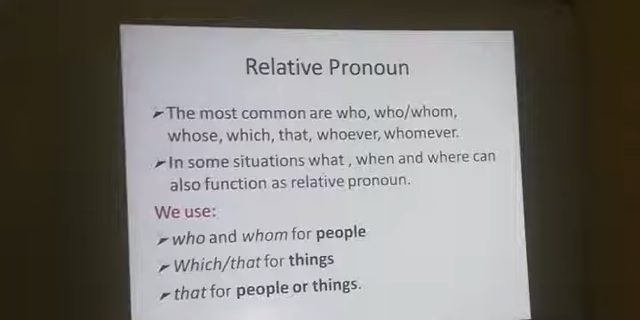 Relative Pronoun
➢The most common are who, who/whom,
whose, which, that, whoever, whomever.
➢In some situations what , when and where can
also function as relative pronoun.
We use:
➢who and whom for people
➢Which/that for things
➢that for people or things.